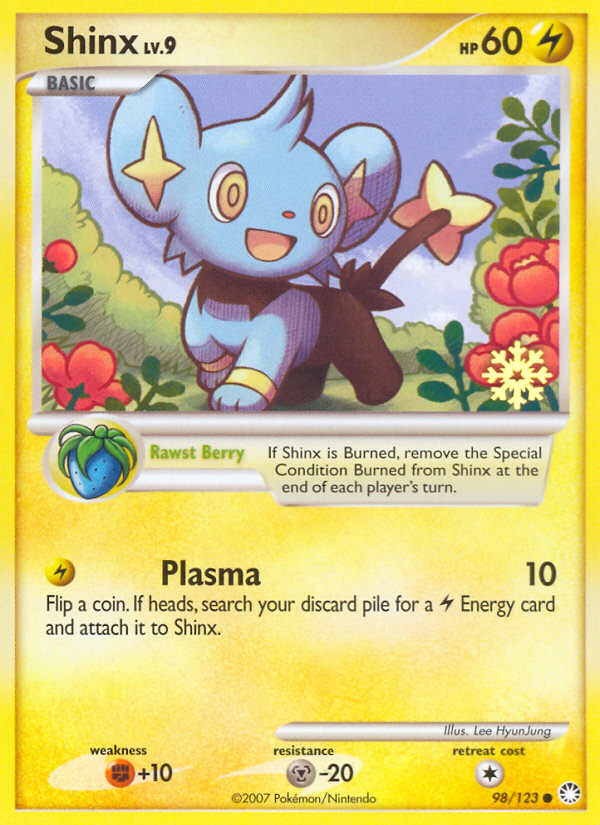 Shinx LV.9
HP 60
BASIC
Rawst Berry
If Shinx is Burned, remove the Special
Condition Burned from Shinx at the
end of each player's turn.
Plasma 10
Flip a coin. If heads, search your discard pile for a Energy card
and attach it to Shinx.
Illus. Lee HyunJung
weakness resistance retreat cost
+10 -20
©2007 Pokémon/Nintendo 98/123